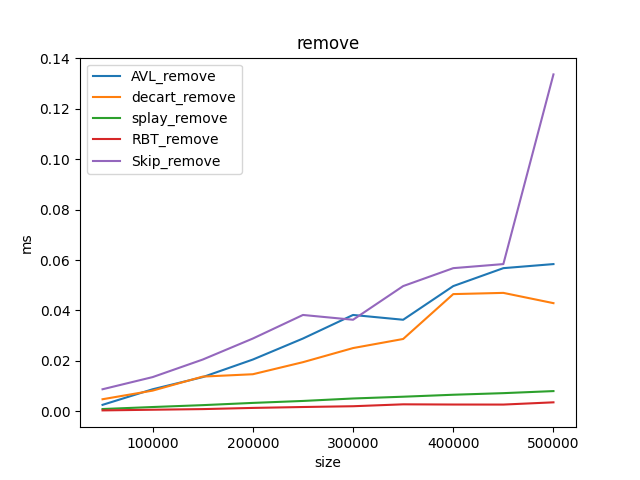 remove
0.14
0.12
0.10
0.08
0.06
0.04
0.02
0.00
ms
AVL_remove
decart_remove
splay_remove
RBT_remove
Skip_remove
100000 200000 300000 400000 500000
size